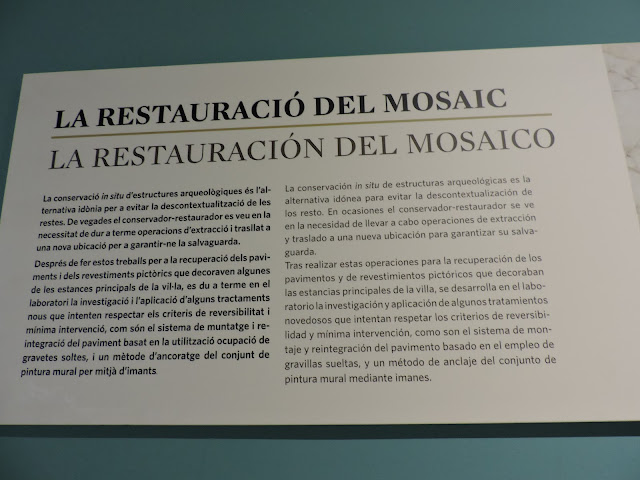 LA RESTAURACIÓ DEL MOSAIC
LA RESTAURACIÓN DEL MOSAICO
La conservació in situ d'estructures arqueològiques és l'al-
ternativa idònia per a evitar la descontextualització de les
restes. De vegades el conservador-restaurador es veu en la
necessitat de dur a terme operacions d'extracció i trasllat a
una nova ubicació per a garantir-ne la salvaguarda.
Després de fer estos treballs per a la recuperació dels pavi-
ments i dels revestiments pictòrics que decoraven algunes
de les estances principals de la vil·la, es du a terme en el
laboratori la investigació i l'aplicació d'alguns tractaments
nous que intenten respectar els criteris de reversibilitat i
mínima intervenció, com són el sistema de muntatge i re-
integració del paviment basat en la utilització ocupació de
gravetes soltes, i un mètode d'ancoratge del conjunt de
pintura mural per mitjà d'imants.
La conservación in situ de estructuras arqueológicas es la
alternativa idónea para evitar la descontextualización de
los resto. En ocasiones el conservador-restaurador se ve
en la necesidad de llevar a cabo operaciones de extracción
y traslado a una nueva ubicación para garantizar su salva-
guarda.
Tras realizar estas operaciones para la recuperación de los
pavimentos y de revestimientos pictóricos que decoraban
las estancias principales de la villa, se desarrolla en el labo-
ratorio la investigación y aplicación de algunos tratamientos
novedosos que intentan respetar los criterios de reversibi-
lidad y mínima intervención, como son el sistema de mon-
taje y reintegración del pavimento basado en el empleo de
gravillas sueltas, y un método de anclaje del conjunto de
pintura mural mediante imanes.